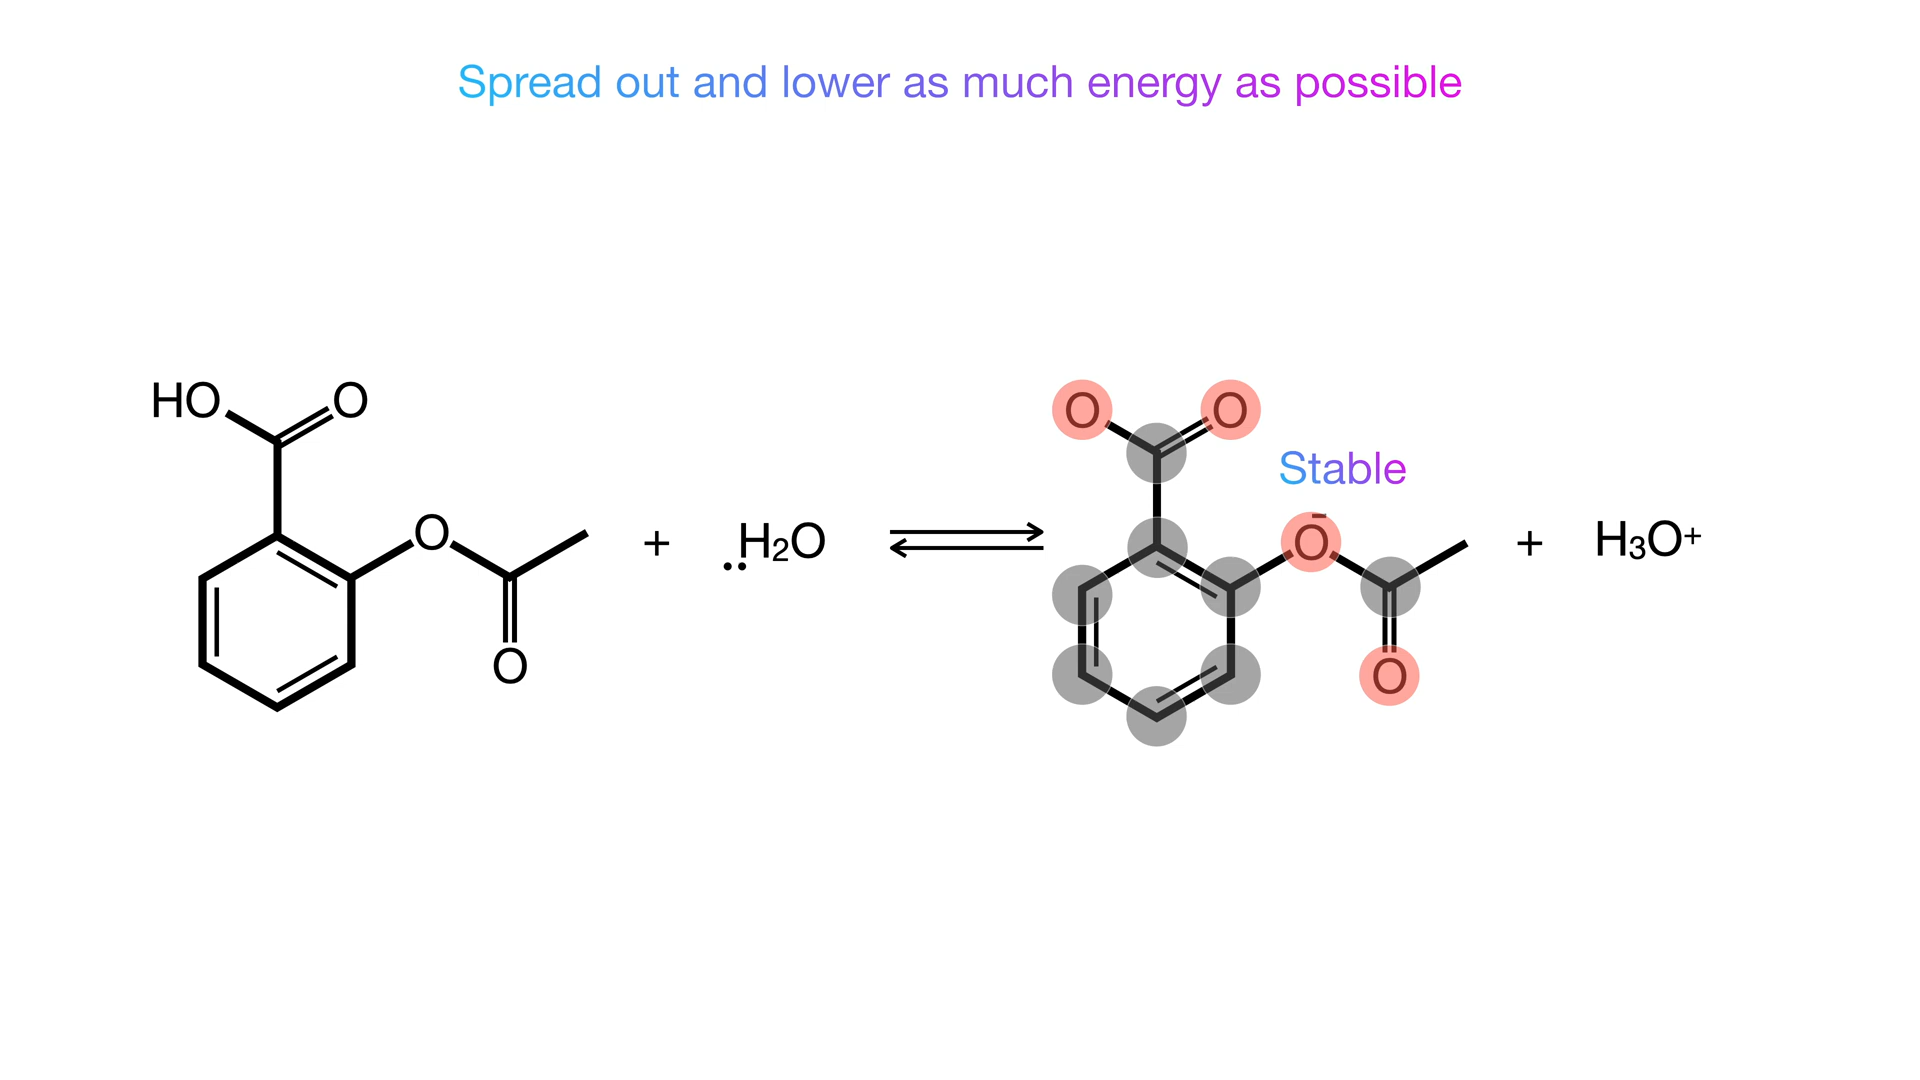 Spread out and lower as much energy as possible
HO O
O O
Stable
O + H₂O
O⁻ + H₃O⁺
O
O